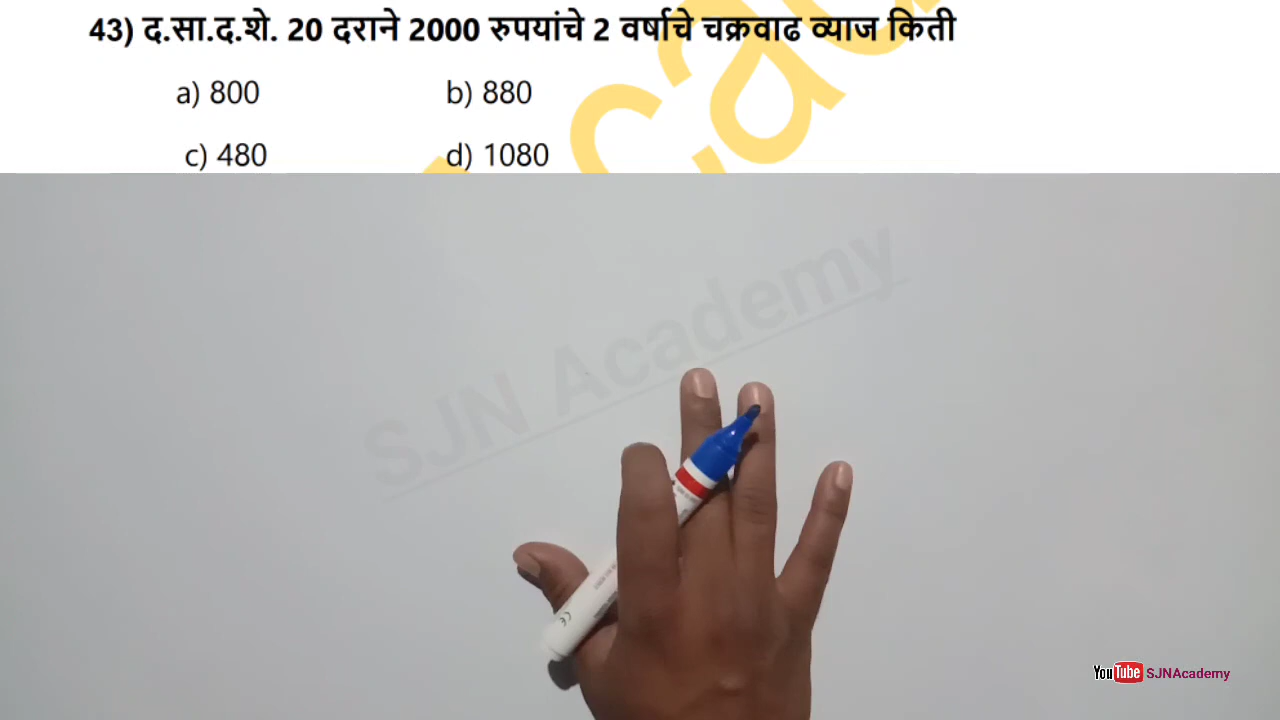 43) द.सा.द.शे. 20 दराने 2000 रुपयांचे 2 वर्षाचे चक्रवाढ व्याज किती
a) 800 b) 880
c) 480 d) 1080
SJN Academy
YouTube SJNAcademy